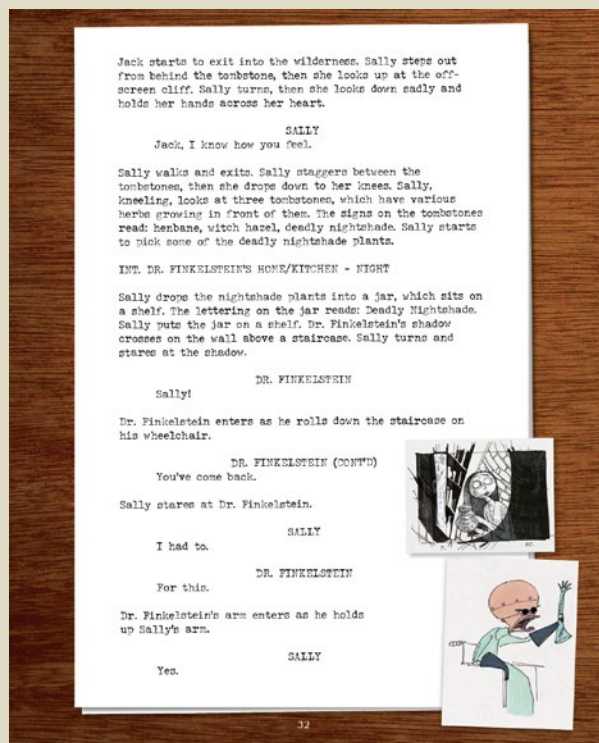 Jack starts to exit into the wilderness. Sally steps out
from behind the tombstone, then she looks up at the off-
screen cliff. Sally turns, then she looks down sadly and
holds her hands across her heart.
SALLY
Jack, I know how you feel.
Sally walks and exits. Sally staggers between the
tombstones, then she drops down to her knees. Sally,
kneeling, looks at three tombstones, which have various
herbs growing in front of them. The signs on the tombstones
read: henbane, witch hazel, deadly nightshade. Sally starts
to pick some of the deadly nightshade plants.
INT. DR. FINKELSTEIN'S HOME/KITCHEN - NIGHT
Sally drops the nightshade plants into a jar, which sits on
a shelf. The lettering on the jar reads: Deadly Nightshade.
Sally puts the jar on a shelf. Dr. Finkelstein's shadow
crosses on the wall above a staircase. Sally turns and
stares at the shadow.
DR. FINKELSTEIN
Sally!
Dr. Finkelstein enters as he rolls down the staircase on
his wheelchair.
DR. FINKELSTEIN (CONT'D)
You've come back.
Sally stares at Dr. Finkelstein.
SALLY
I had to.
DR. FINKELSTEIN
For this.
Dr. Finkelstein's arm enters as he holds
up Sally's arm.
SALLY
Yes.
32